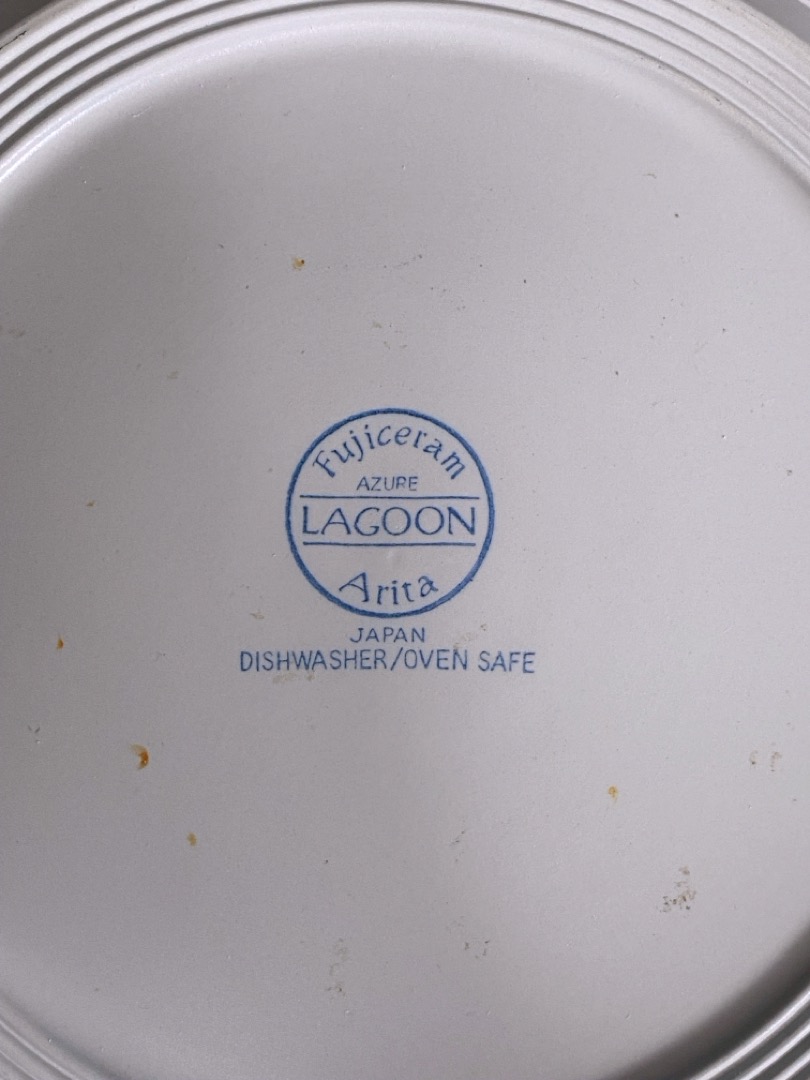 Fujiceram
AZURE
LAGOON
Arita
JAPAN
DISHWASHER/OVEN SAFE